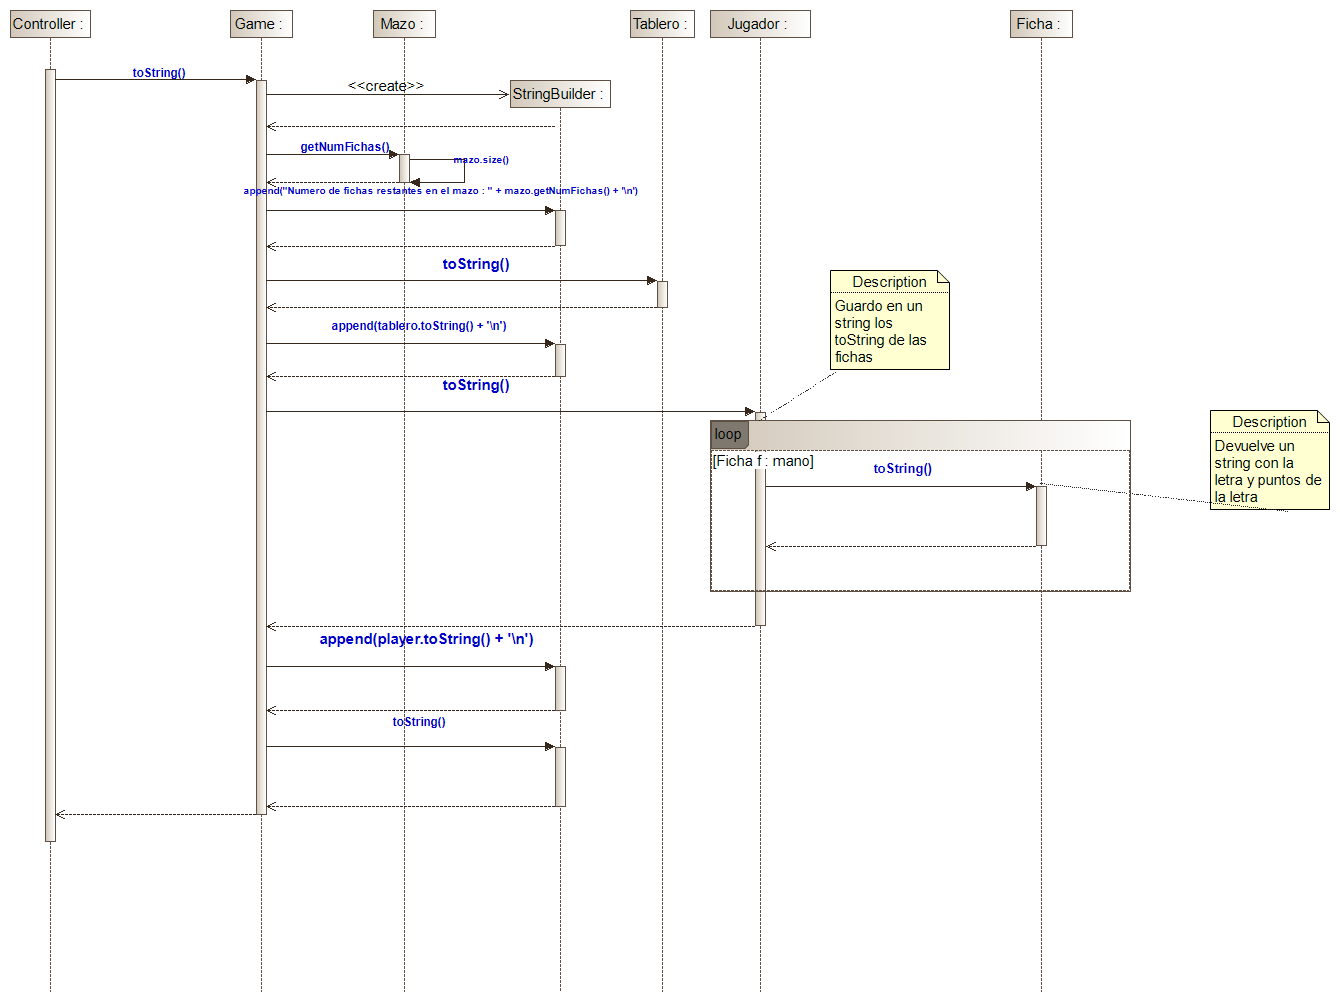 Controller :
Game :
Mazo :
Tablero :
Jugador :
Ficha :
toString()
<<create>>
StringBuilder :
getNumFichas()
mazo.size()
append("Numero de fichas restantes en el mazo : " + mazo.getNumFichas() + '\n')
toString()
Description
Guardo en un
string los
toString de las
fichas
append(tablero.toString() + '\n')
toString()
loop
[Ficha f : mano]
toString()
Description
Devuelve un
string con la
letra y puntos de
la letra
append(player.toString() + '\n')
toString()